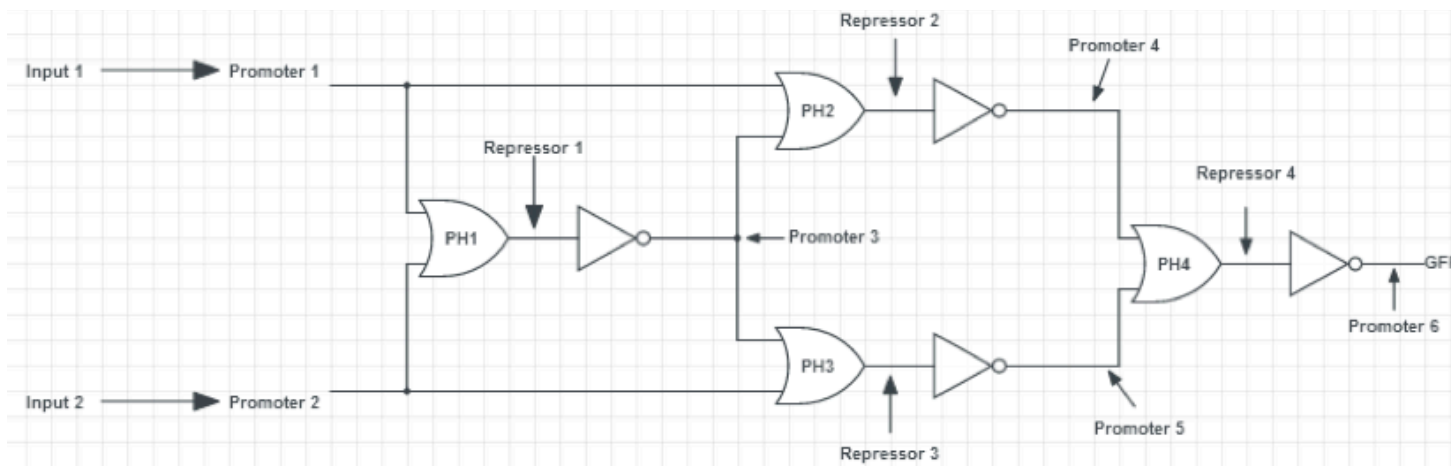 Repressor 2
Promoter 4
Input 1
Promoter 1
PH2
Repressor 1
Repressor 4
PH1
Promoter 3
PH4
GFI
Promoter 6
PH3
Input 2
Promoter 2
Promoter 5
Repressor 3